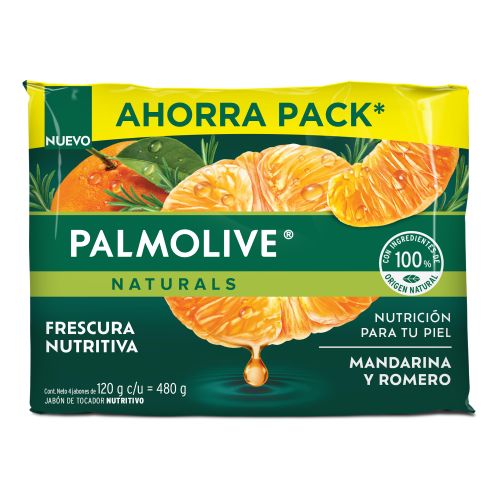 NUEVO
AHORRA PACK*
PALMOLIVE®
NATURALS
CON INGREDIENTES DE
100%
ORIGEN NATURAL
FRESCURA
NUTRITIVA
NUTRICIÓN
PARA TU PIEL
MANDARINA
Y ROMERO
Cont. Neto 4 jabones de 120 g c/u = 480 g
JABÓN DE TOCADOR NUTRITIVO